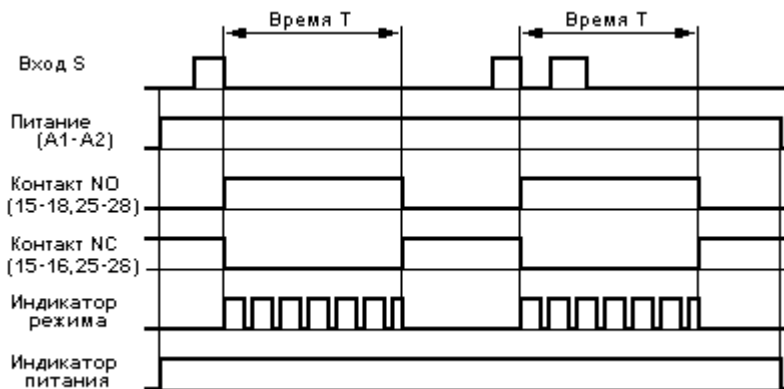 Время T
Время T
Вход S
Питание
(A1-A2)
Контакт NO
(15-18,25-28)
Контакт NC
(15-16,25-26)
Индикатор
режима
Индикатор
питания